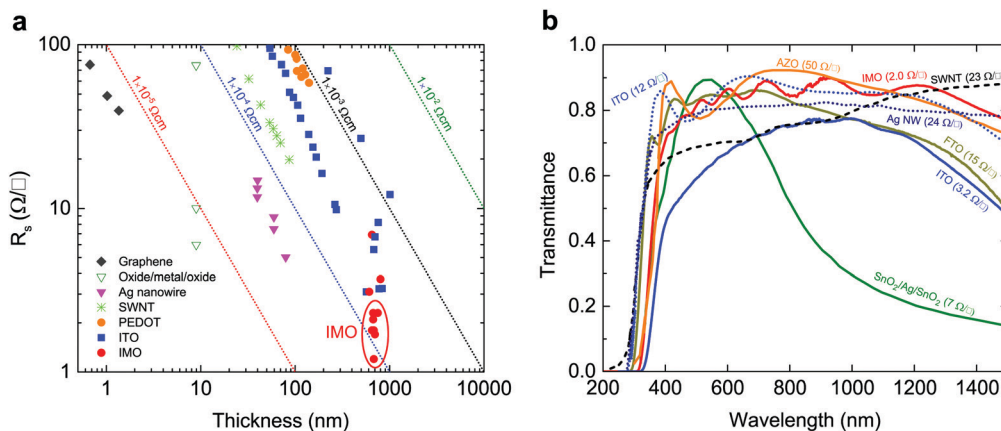 a
R_s (Ω/□)
100
10
1
1×10⁻⁵ Ωcm
1×10⁻⁴ Ωcm
1×10⁻³ Ωcm
1×10⁻² Ωcm
Graphene
Oxide/metal/oxide
Ag nanowire
SWNT
PEDOT
ITO
IMO
IMO
1 10 100 1000 10000
Thickness (nm)
b
Transmittance
1.0
0.8
0.6
0.4
0.2
0.0
ITO (12 Ω/□)
AZO (50 Ω/□)
IMO (2.0 Ω/□)
SWNT (23 Ω/□)
Ag NW (24 Ω/□)
FTO (15 Ω/□)
ITO (3.2 Ω/□)
SnO₂/Ag/SnO₂ (7 Ω/□)
200 400 600 800 1000 1200 1400
Wavelength (nm)